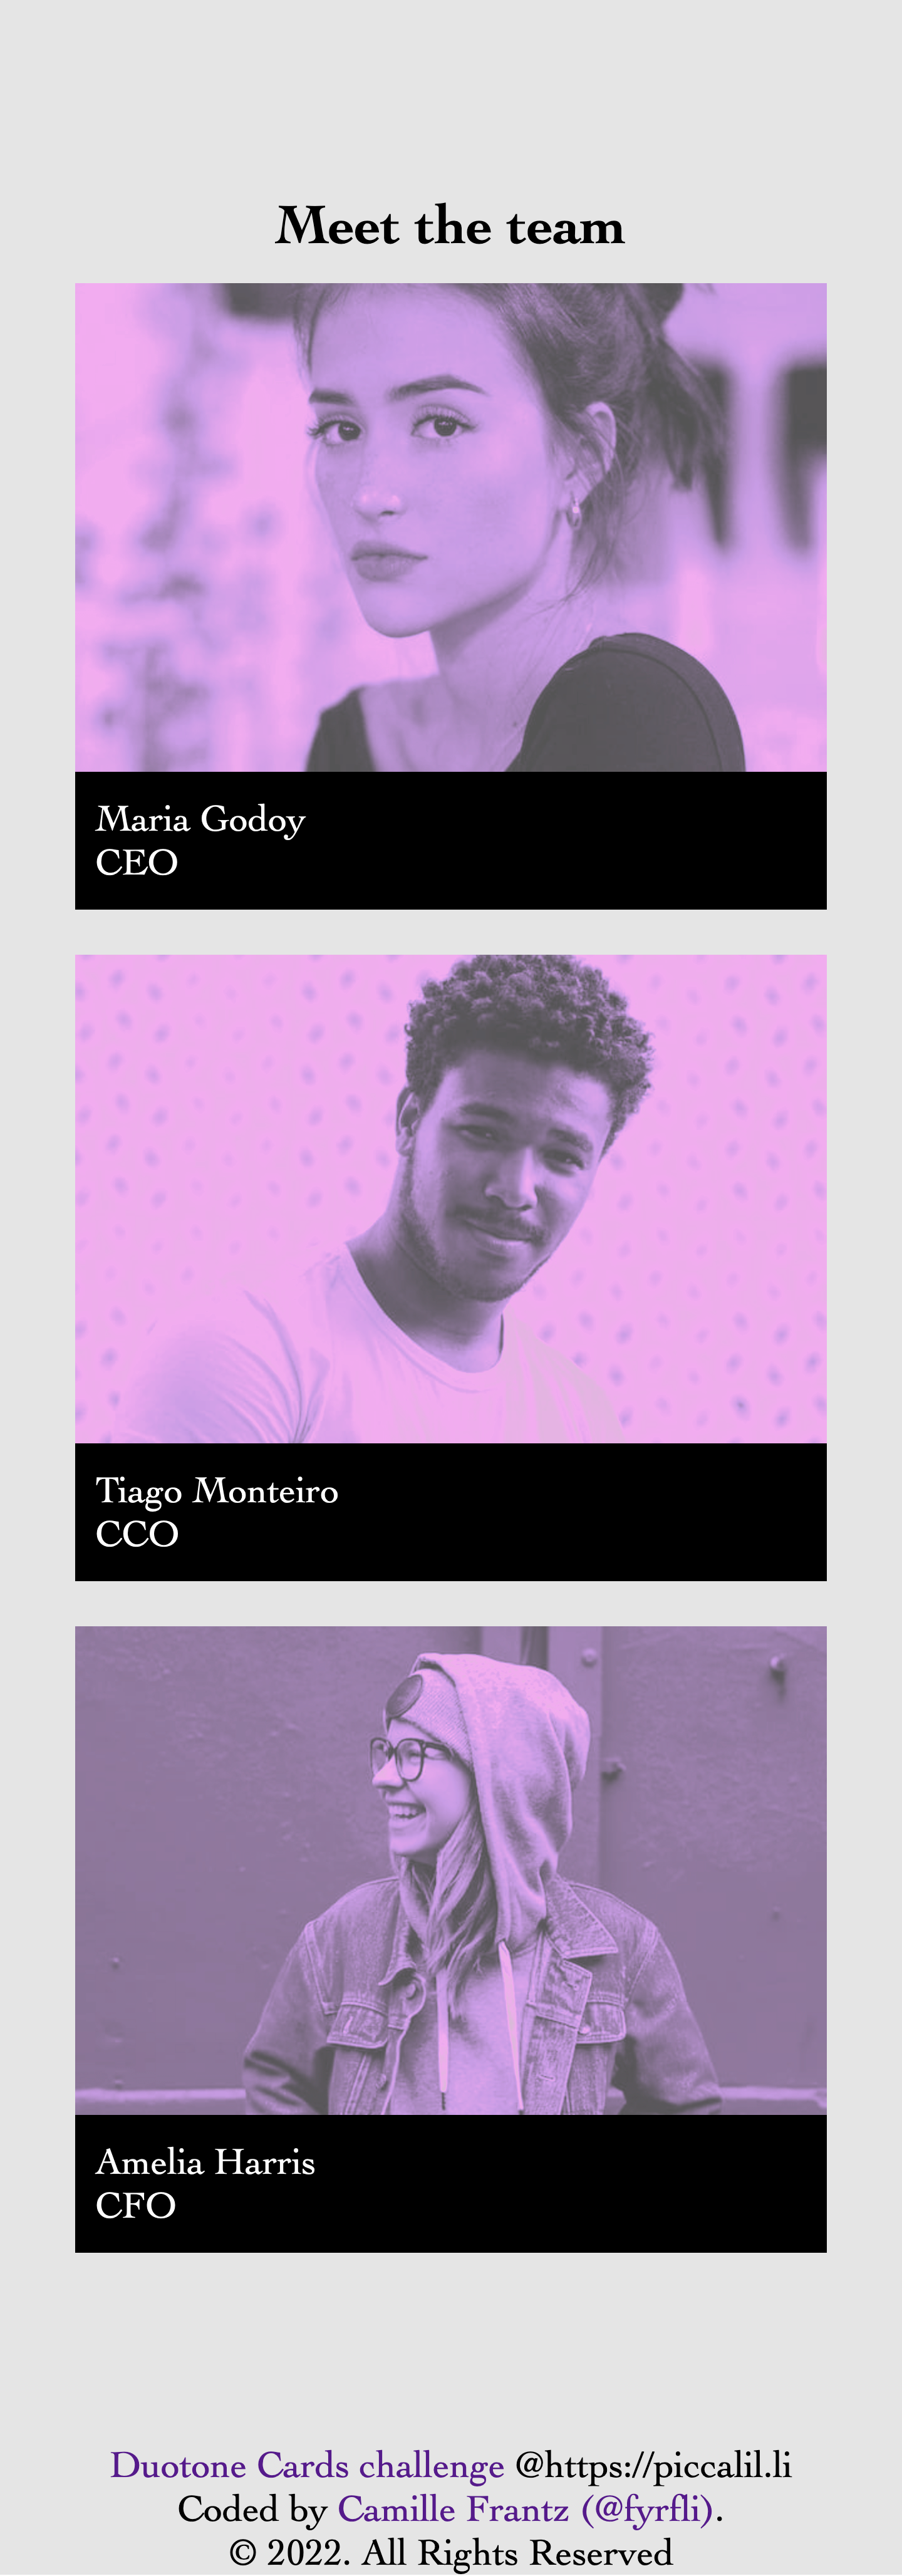 Meet the team
Maria Godoy
CEO
Tiago Monteiro
CCO
Amelia Harris
CFO
Duotone Cards challenge @https://piccalil.li
Coded by Camille Frantz (@fyrfli).
© 2022. All Rights Reserved